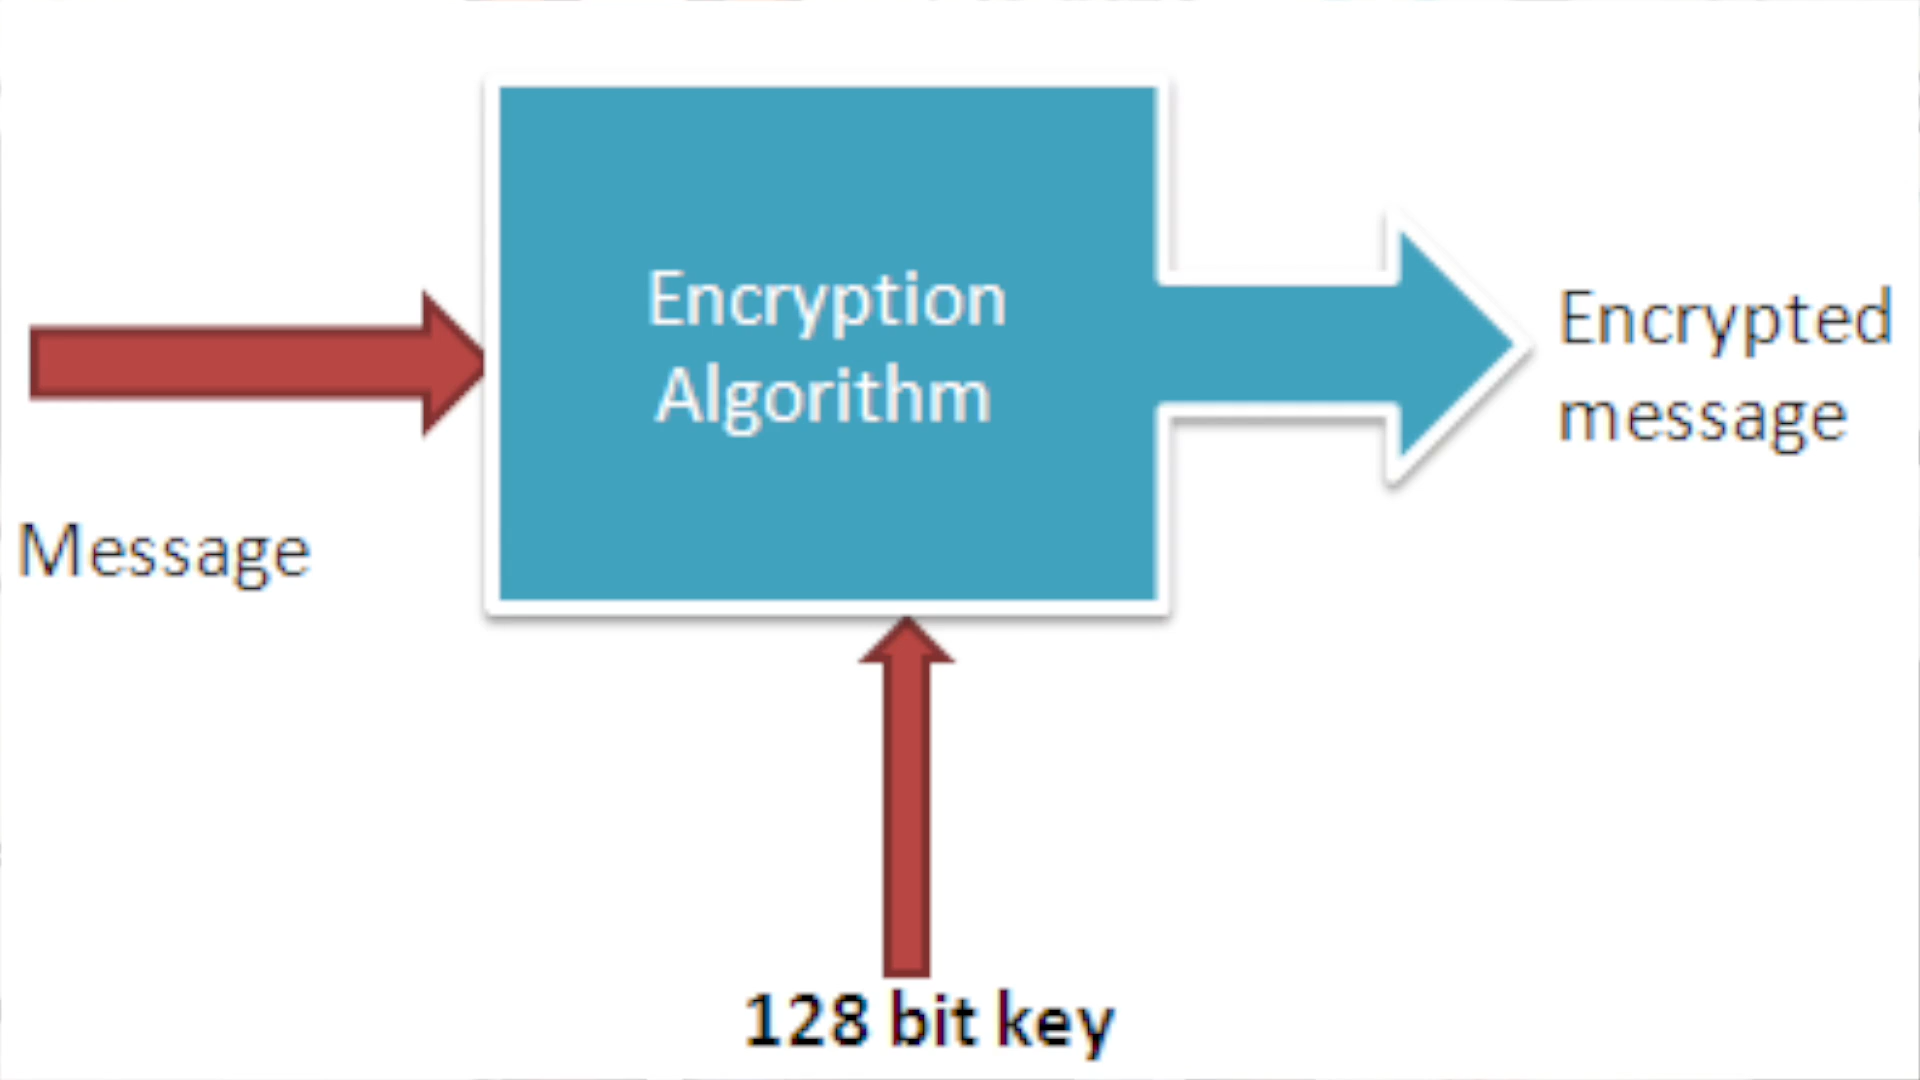 Encryption
Algorithm
Encrypted
message
Message
128 bit key